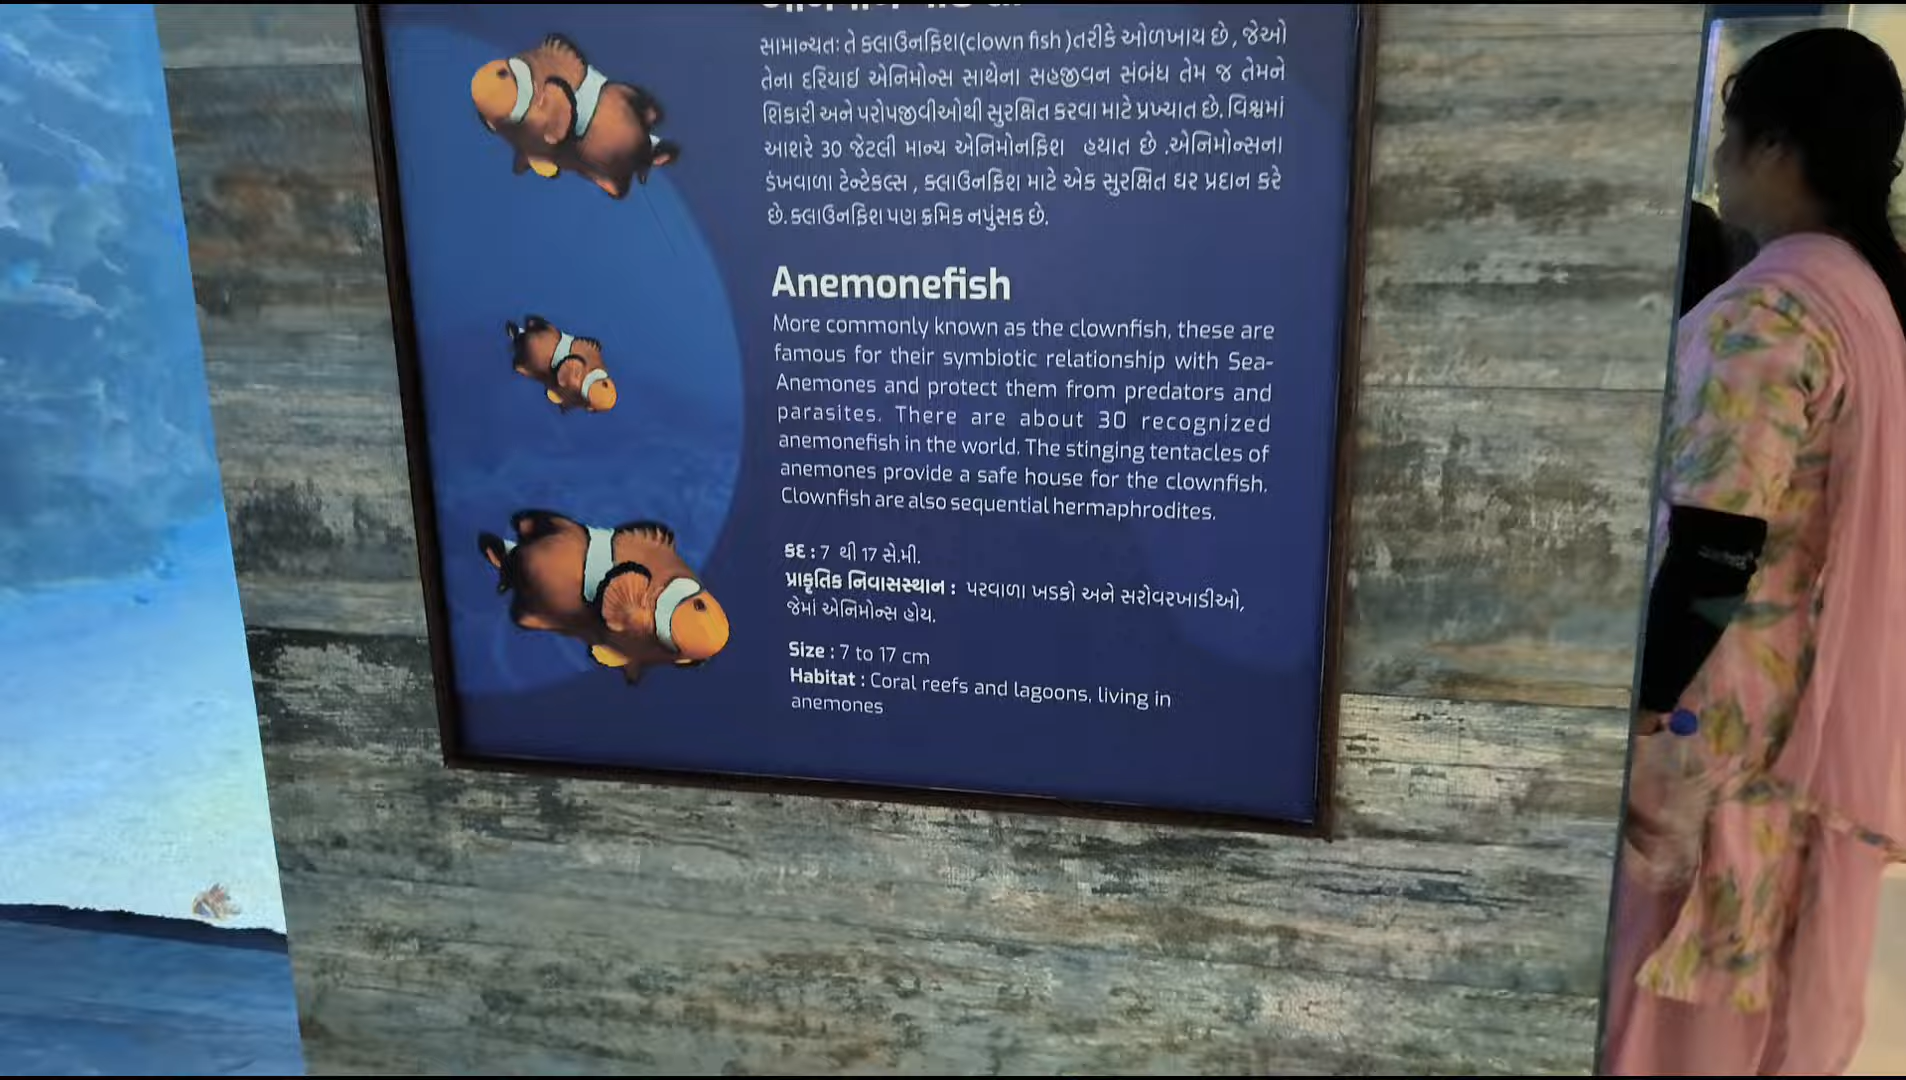 સામાન્યતઃ તે ક્લાઉનફિશ(clown fish )તરીકે ઓળખાય છે , જેઓ
તેના દરિયાઈ એનિમોન્સ સાથેના સહજીવન સંબંધ તેમ જ તેમને
શિકારી અને પરોપજીવીઓથી સુરક્ષિત કરવા માટે પ્રખ્યાત છે. વિશ્વમાં
આશરે 30 જેટલી માન્ય એનિમોનફિશ હયાત છે .એનિમોન્સના
ડંખવાળા ટેન્ટેકલ્સ , ક્લાઉનફિશ માટે એક સુરક્ષિત ઘર પ્રદાન કરે
છે. ક્લાઉનફિશ પણ ક્રમિક નપુંસક છે.
Anemonefish
More commonly known as the clownfish, these are
famous for their symbiotic relationship with Sea-
Anemones and protect them from predators and
parasites. There are about 30 recognized
anemonefish in the world. The stinging tentacles of
anemones provide a safe house for the clownfish.
Clownfish are also sequential hermaphrodites.
કદ : 7 થી 17 સે.મી.
પ્રાકૃતિક નિવાસસ્થાન : પરવાળા ખડકો અને સરોવરખાડીઓ,
જેમાં એનિમોન્સ હોય.
Size : 7 to 17 cm
Habitat : Coral reefs and lagoons, living in
anemones